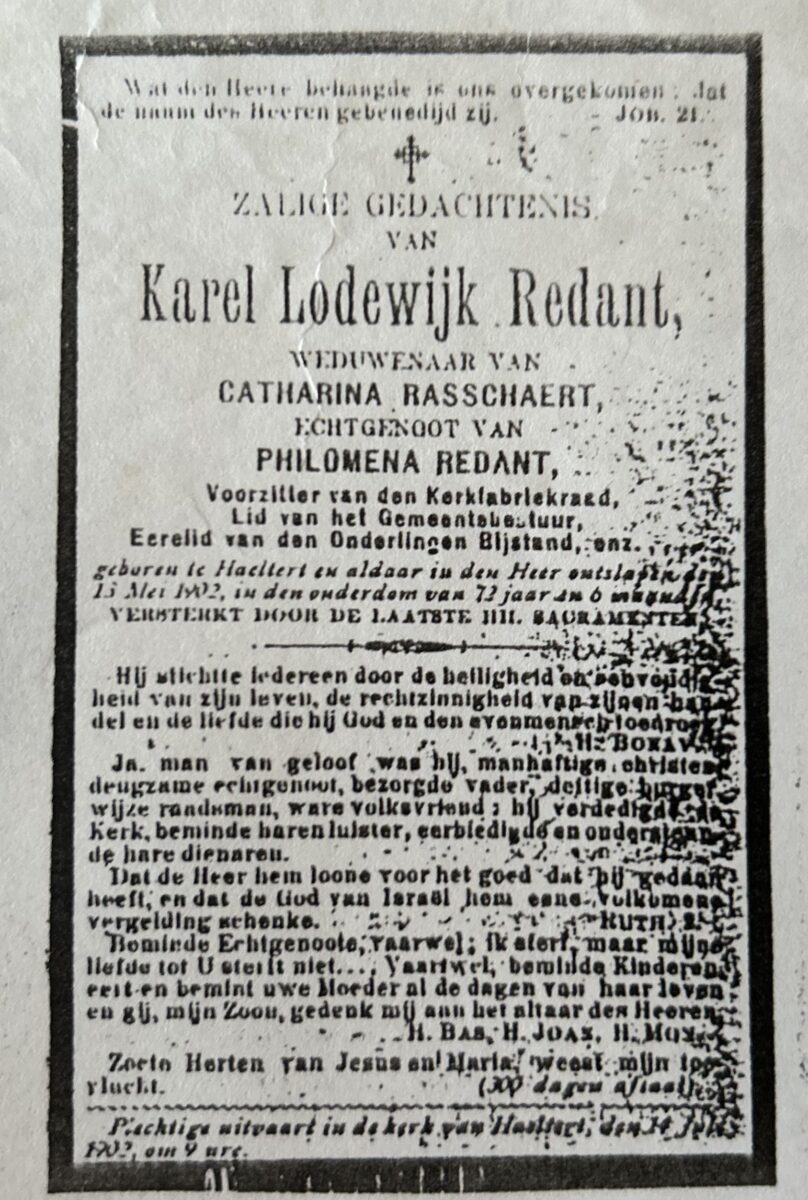 Wat den Heere behaagde is ons overgekomen: dat
de naam des Heeren gebenedijd zij. JOB. 21.
ZALIGE GEDACHTENIS
VAN
Karel Lodewijk Redant,
WEDUWENAAR VAN
CATHARINA RASSCHAERT,
ECHTGENOOT VAN
PHILOMENA REDANT,
Voorzitter van den Kerkfabriekraad,
Lid van het Gemeentebestuur,
Eerelid van den Onderlingen Bijstand, enz.
geboren te Haeltert en aldaar in den Heer ontslapen den
Mei 1902, in den ouderdom van 72 jaar en 6 maanden
VERSTERKT DOOR DE LAATSTE HH. SACRAMENTEN.
Hij stichtte iedereen door de heiligheid en eenvoudig-
heid van zijn leven, de rechtzinnigheid van zijnen han-
del en de liefde die hij God en den evenmensch toedroeg.
H. BONAV.
Ja, man van geloof was hij, manhaftige christen
deugzame echtgenoot, bezorgde vader, deftige burger
wijze raadsman, ware volksvriend: hij verdedigde de
Kerk, beminde haren luister, eerbiedigde en
de hare dienaren.
Dat de Heer hem loone voor het goed dat hij gedaan
heeft, en dat de God van Israël hem eene volkomene
vergelding schenke. RUTH
Beminde Echtgenoote, vaarwel; ik sterf, maar mijne
liefde tot U sterft niet.... Vaartwel, beminde Kinderen,
eert en bemint uwe Moeder al de dagen van haar leven
en gij, mijn Zoon, gedenk mij aan het altaar des Heeren.
H. BAS, H. JOAN, H. MON.
Zoete Herten van Jesus en Maria, weest mijn toe-
vlucht. (300 dagen aflaat).
Plechtige uitvaart in de kerk van Haeltert, den
1902, om 9 ure.